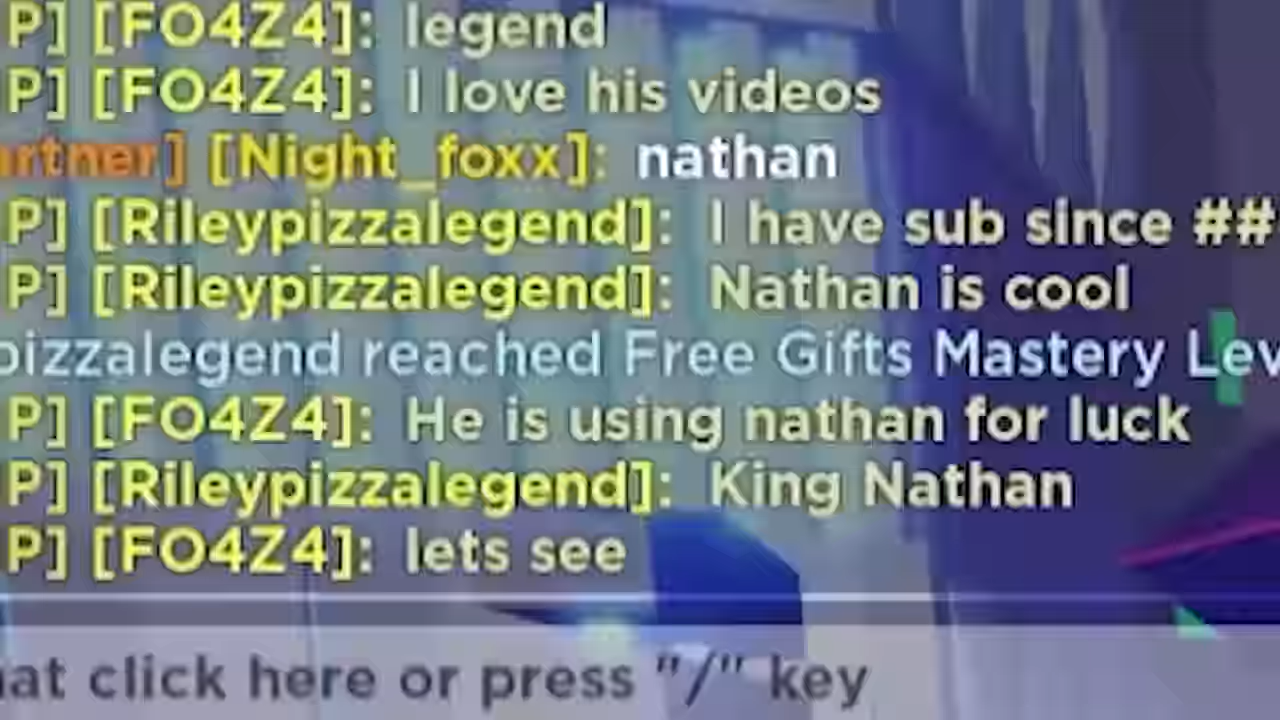 P] [FO4Z4]: legend
P] [FO4Z4]: I love his videos
artner] [Night_foxx]: nathan
P] [Rileypizzalegend]: I have sub since ##
P] [Rileypizzalegend]: Nathan is cool
pizzalegend reached Free Gifts Mastery Lev
P] [FO4Z4]: He is using nathan for luck
P] [Rileypizzalegend]: King Nathan
P] [FO4Z4]: lets see
hat click here or press "/" key